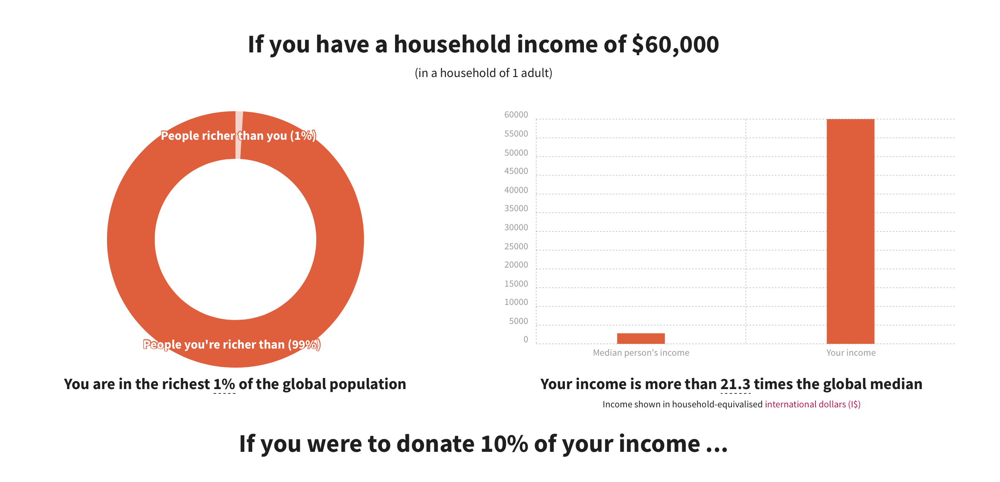 If you have a household income of $60,000
(in a household of 1 adult)
People richer than you (1%)
People you're richer than (99%)
You are in the richest 1% of the global population
60000
55000
50000
45000
40000
35000
30000
25000
20000
15000
10000
5000
0
Median person's income
Your income
Your income is more than 21.3 times the global median
Income shown in household-equivalised international dollars (I$)
If you were to donate 10% of your income ...